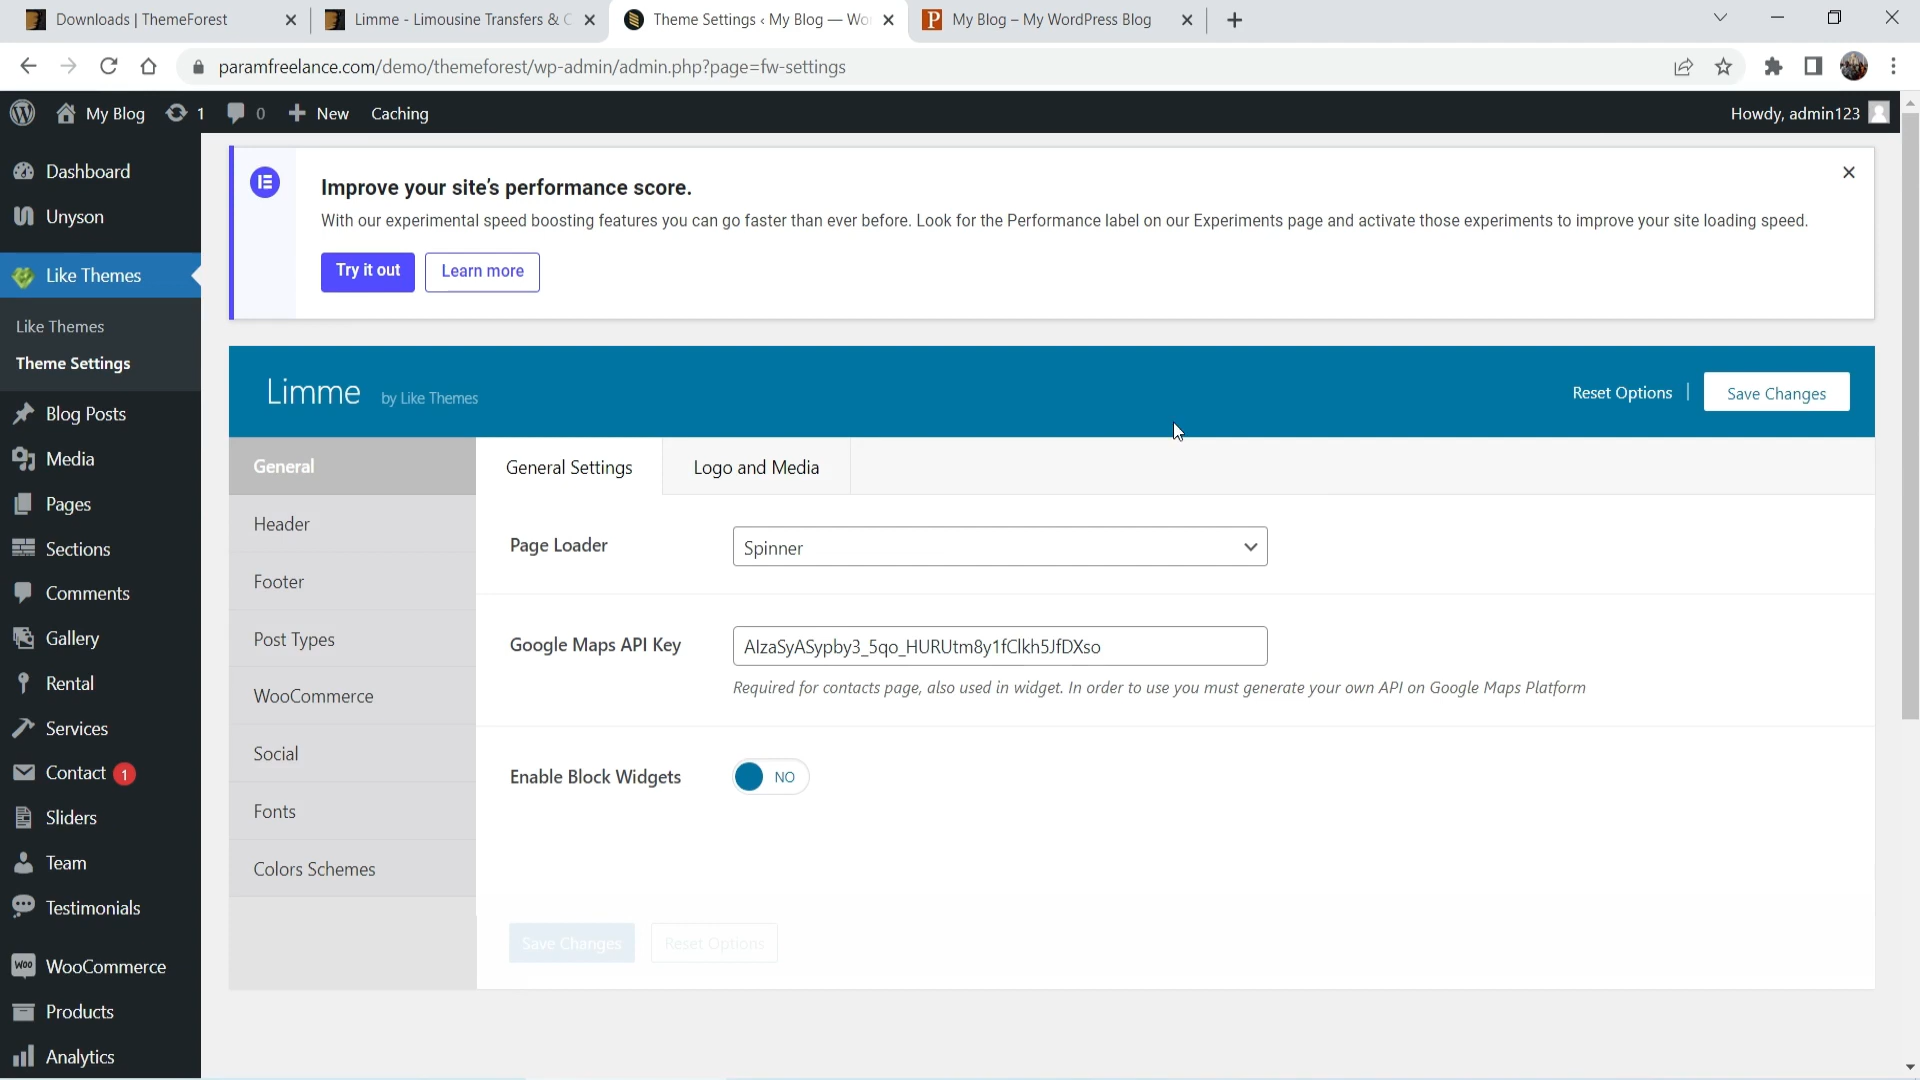 Downloads | ThemeForest
Limme - Limousine Transfers & C
Theme Settings ‹ My Blog — Wo
My Blog – My WordPress Blog
paramfreelance.com/demo/themeforest/wp-admin/admin.php?page=fw-settings
My Blog
1
0
New
Caching
Howdy, admin123
Dashboard
Unyson
Like Themes
Like Themes
Theme Settings
Blog Posts
Media
Pages
Sections
Comments
Gallery
Rental
Services
Contact 1
Sliders
Team
Testimonials
Woo WooCommerce
Products
Analytics
Improve your site's performance score.
With our experimental speed boosting features you can go faster than ever before. Look for the Performance label on our Experiments page and activate those experiments to improve your site loading speed.
Try it out
Learn more
Limme by Like Themes
Reset Options |
Save Changes
General
Header
Footer
Post Types
WooCommerce
Social
Fonts
Colors Schemes
General Settings
Logo and Media
Page Loader
Spinner
Google Maps API Key
AlzaSyASypby3_5qo_HURUtm8y1fClkh5JfDXso
Required for contacts page, also used in widget. In order to use you must generate your own API on Google Maps Platform
Enable Block Widgets
NO
Save Changes
Reset Options